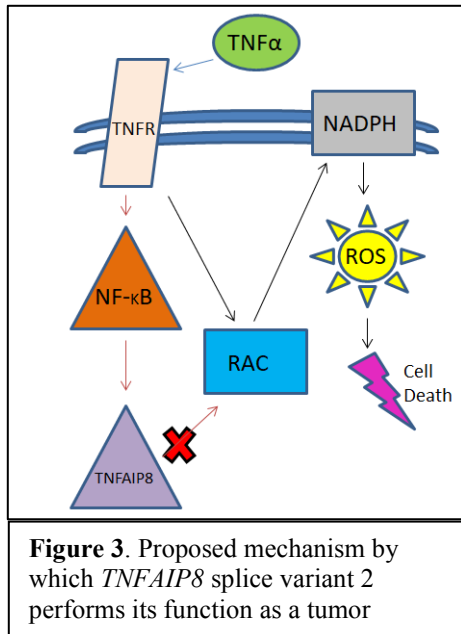 TNFα
TNFR
NADPH
NF-κB
ROS
RAC
Cell
Death
TNFAIP8
Figure 3. Proposed mechanism by
which TNFAIP8 splice variant 2
performs its function as a tumor